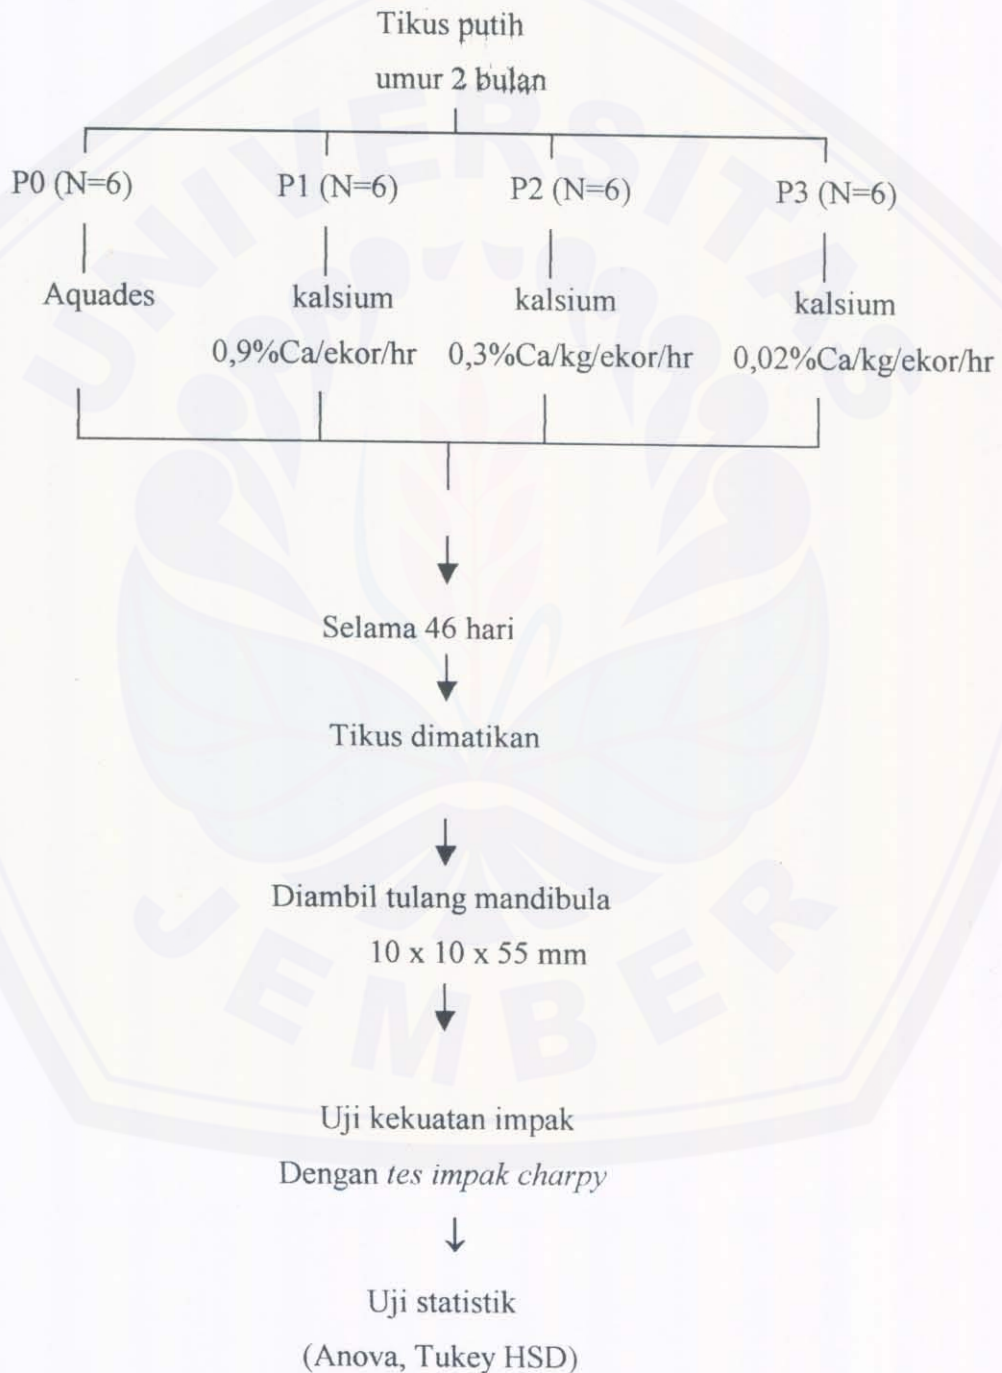 Tikus putih
umur 2 bulan
P0 (N=6) P1 (N=6) P2 (N=6) P3 (N=6)
Aquades kalsium kalsium kalsium
0,9%Ca/ekor/hr 0,3%Ca/kg/ekor/hr 0,02%Ca/kg/ekor/hr
Selama 46 hari
Tikus dimatikan
Diambil tulang mandibula
10 x 10 x 55 mm
Uji kekuatan impak
Dengan tes impak charpy
Uji statistik
(Anova, Tukey HSD)
UNIVERSITAS
JEMBER